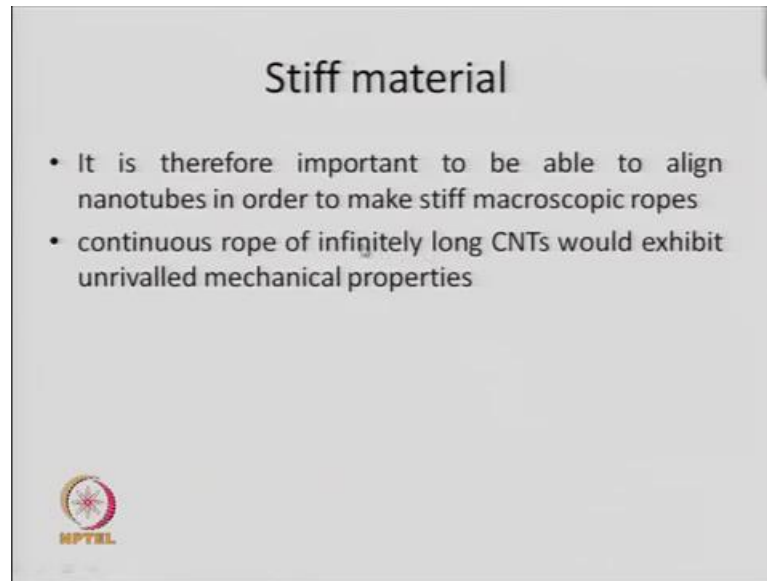 Stiff material
• It is therefore important to be able to align
nanotubes in order to make stiff macroscopic ropes
• continuous rope of infinitely long CNTs would exhibit
unrivalled mechanical properties
NPTEL